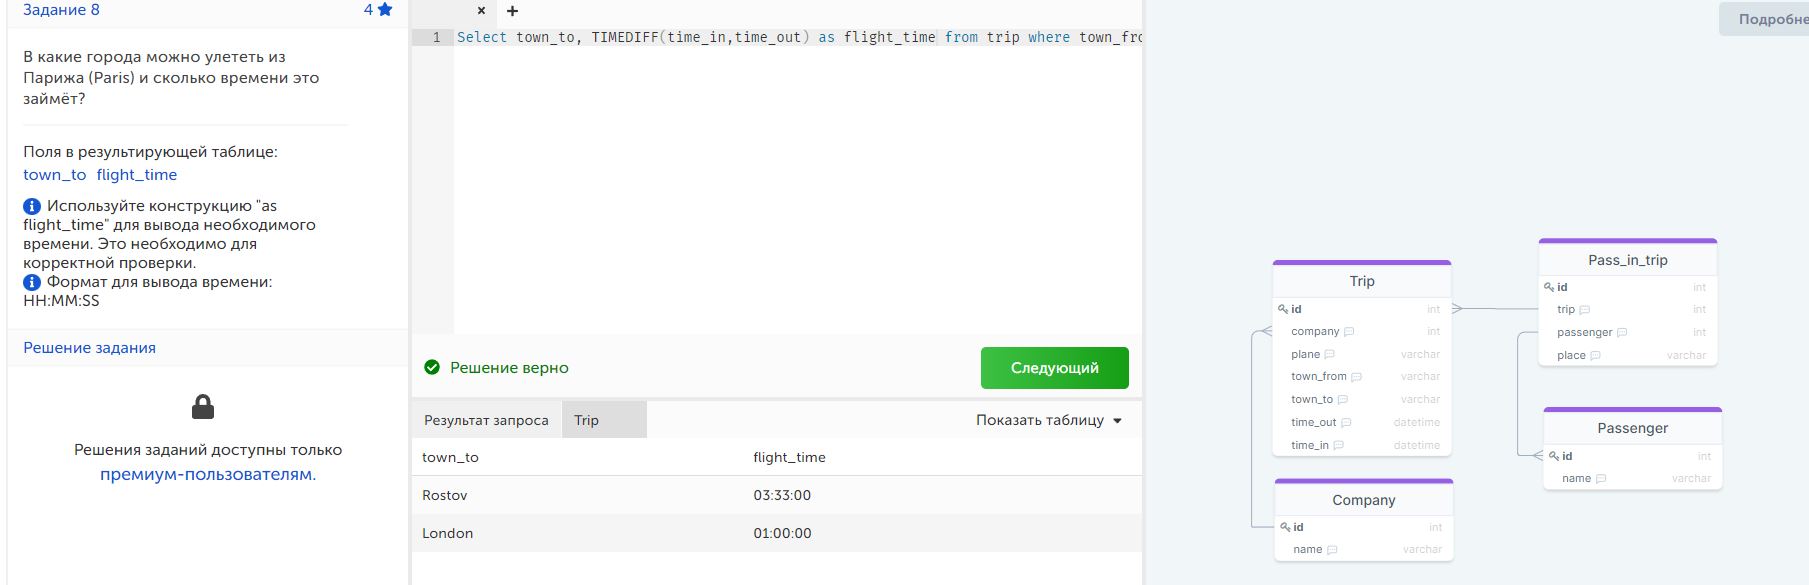 Задание 8
4
В какие города можно улететь из
Парижа (Paris) и сколько времени это
займёт?
Поля в результирующей таблице:
town_to flight_time
Используйте конструкцию "as
flight_time" для вывода необходимого
времени. Это необходимо для
корректной проверки.
Формат для вывода времени:
HH:MM:SS
Решение задания
Решения заданий доступны только
премиум-пользователям.
× +
1 Select town_to, TIMEDIFF(time_in,time_out) as flight_time from trip where town_fro
Решение верно
Следующий
Результат запроса Trip Показать таблицу
town_to flight_time
Rostov 03:33:00
London 01:00:00
Подробне
Trip
id int
company int
plane varchar
town_from varchar
town_to varchar
time_out datetime
time_in datetime
Company
id int
name varchar
Pass_in_trip
id int
trip int
passenger int
place varchar
Passenger
id int
name varchar